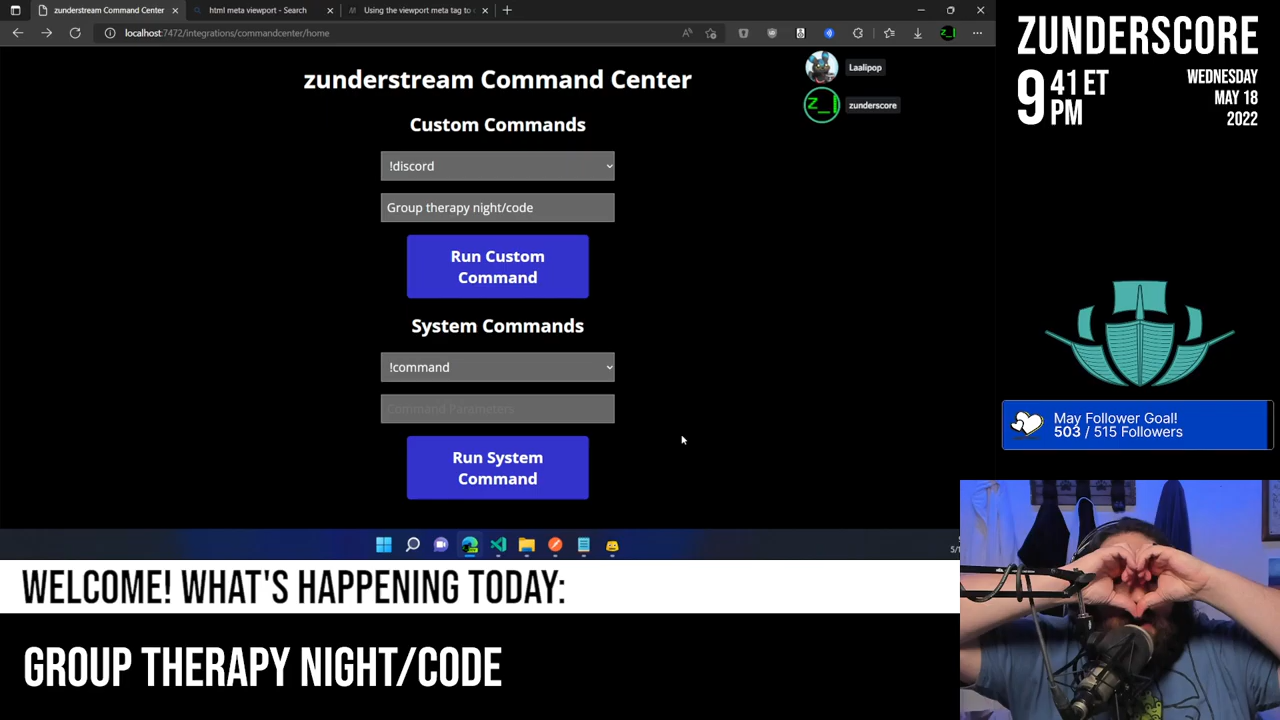 zunderstream Command Center
html meta viewport - Search
Using the viewport meta tag to c
localhost:7472/integrations/commandcenter/home
zunderstream Command Center
Custom Commands
!discord
Group therapy night/code
Run Custom
Command
System Commands
!command
Command Parameters
Run System
Command
Laalipop
z_
zunderscore
ZUNDERSCORE
9 41 ET
PM
WEDNESDAY
MAY 18
2022
May Follower Goal!
503 / 515 Followers
WELCOME! WHAT'S HAPPENING TODAY:
GROUP THERAPY NIGHT/CODE